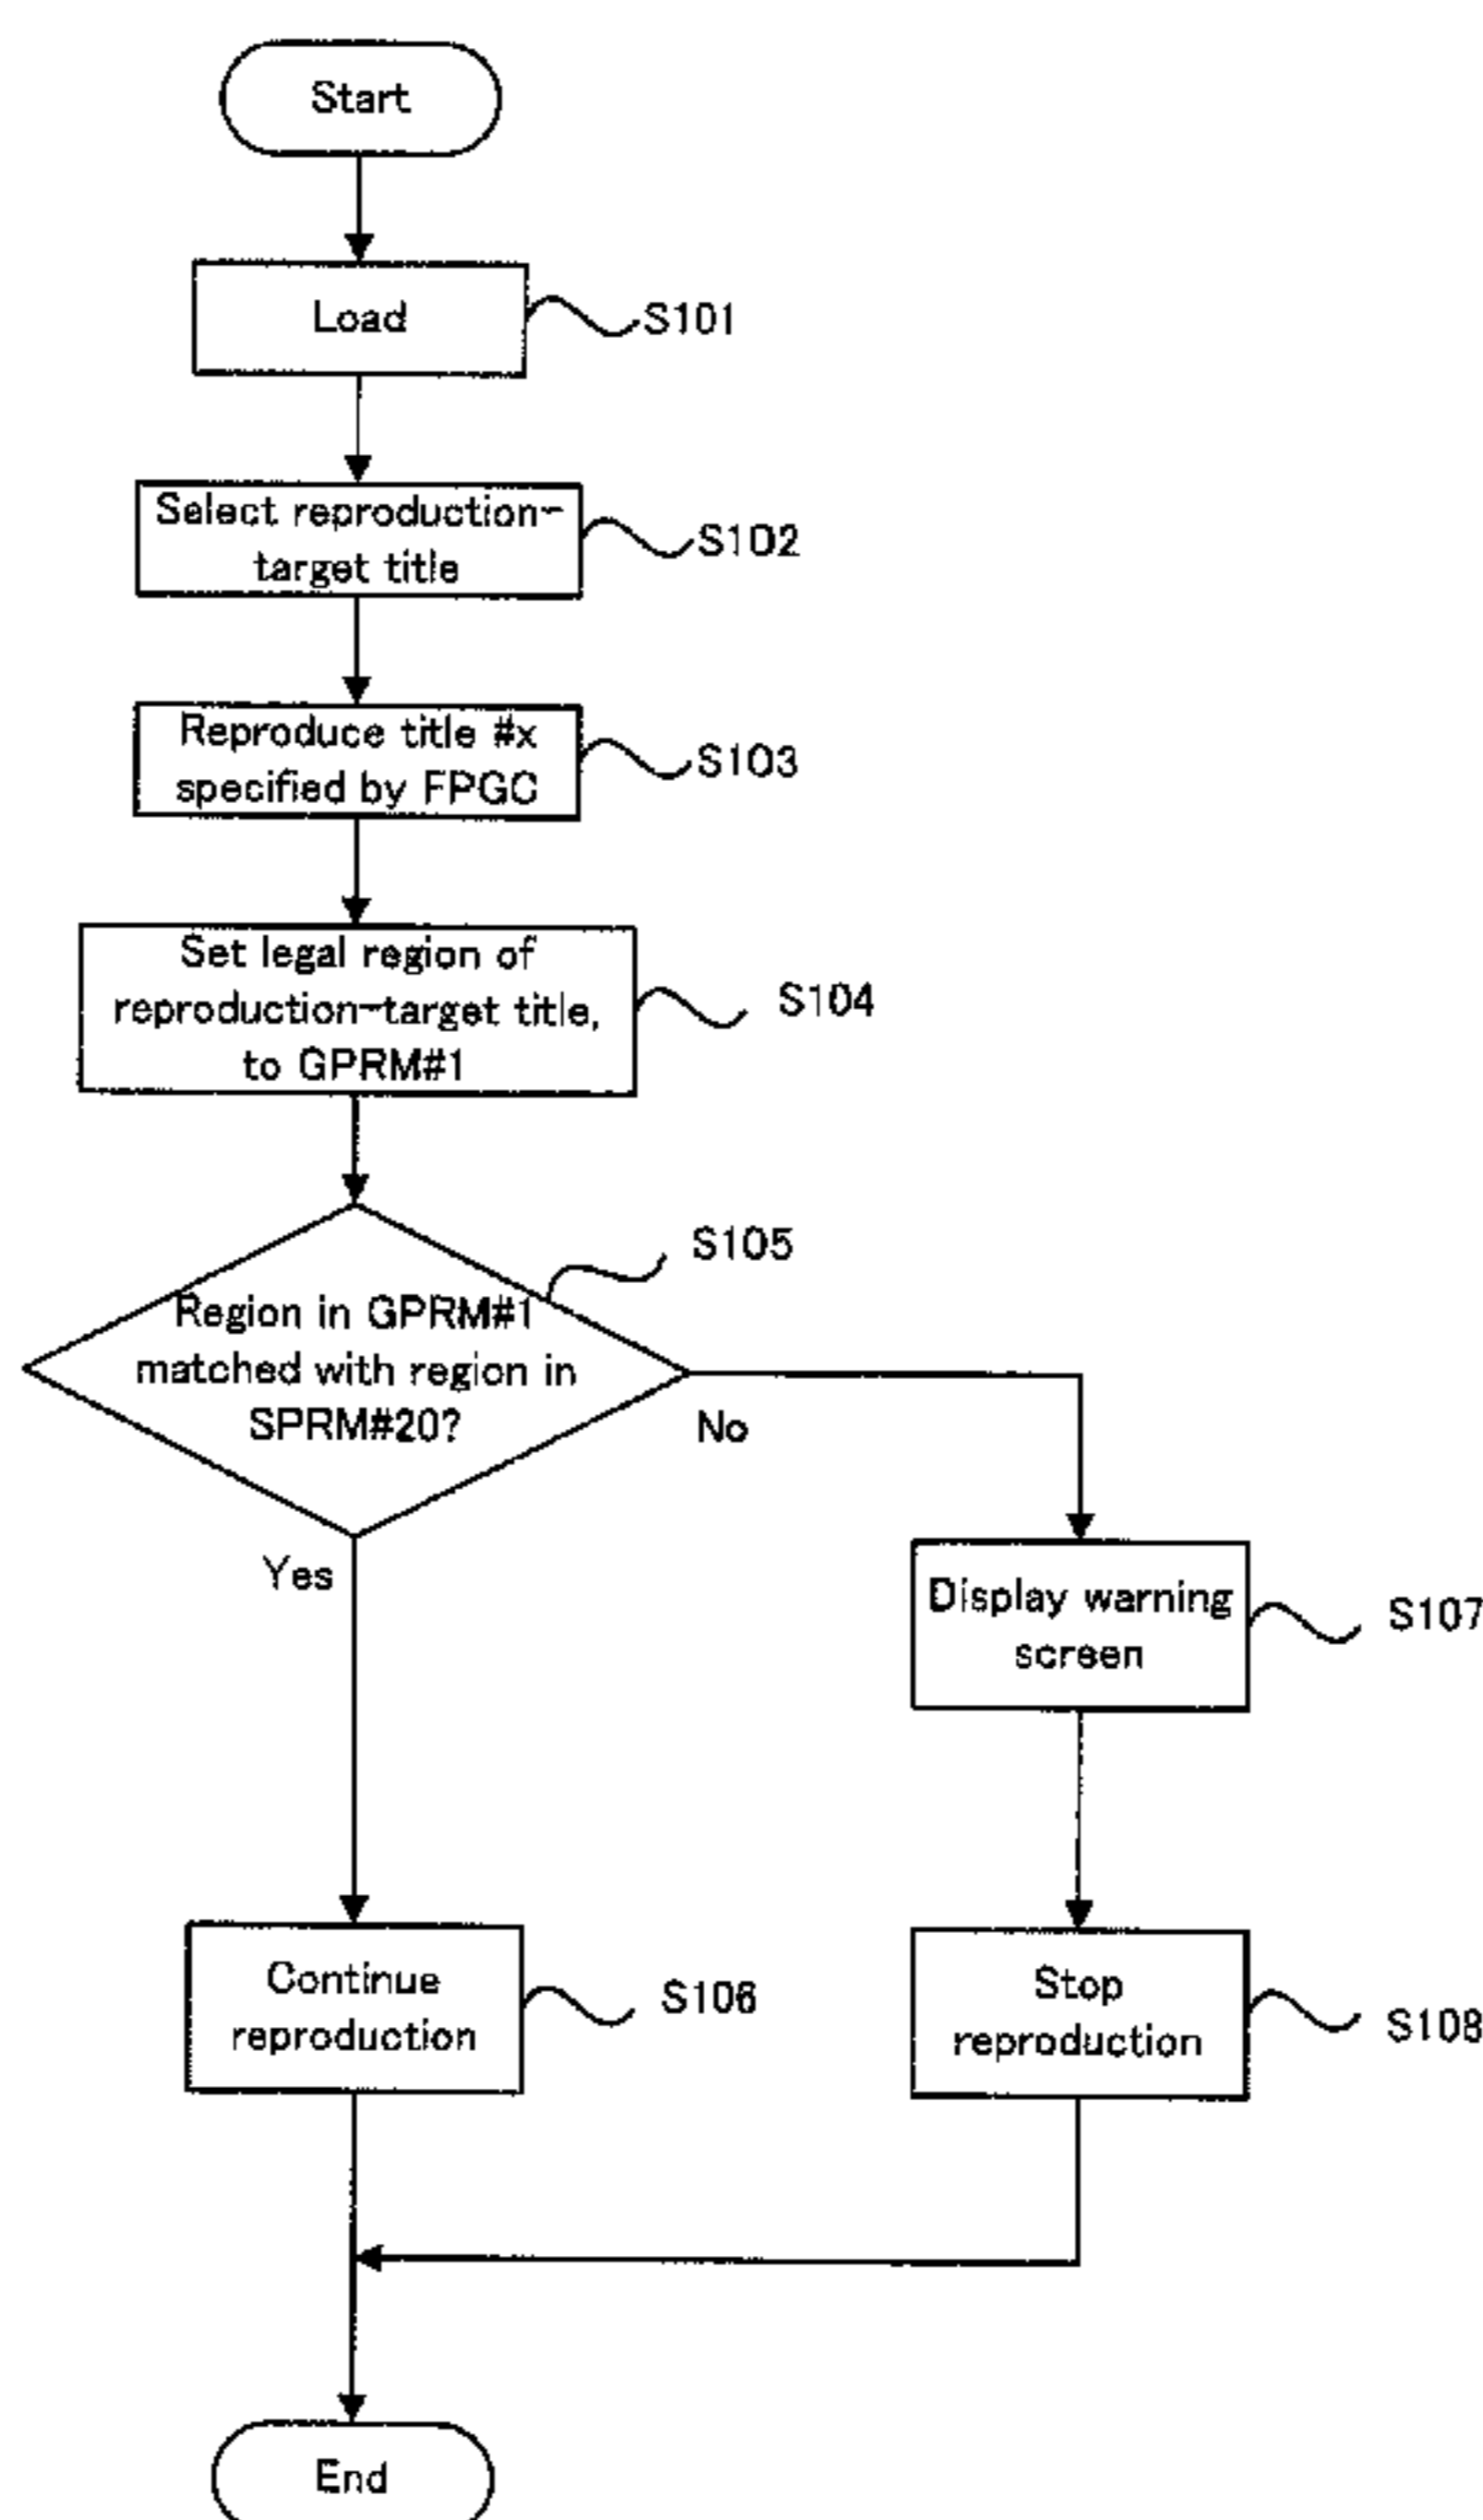 Start
Load
S101
Select reproduction-
target title
S102
Reproduce title #x
specified by FPGC
S103
Set legal region of
reproduction-target title,
to GPRM#1
S104
S105
Region in GPRM#1
matched with region in
SPRM#20?
No
Yes
Display warning
screen
S107
Continue
reproduction
S106
Stop
reproduction
S108
End